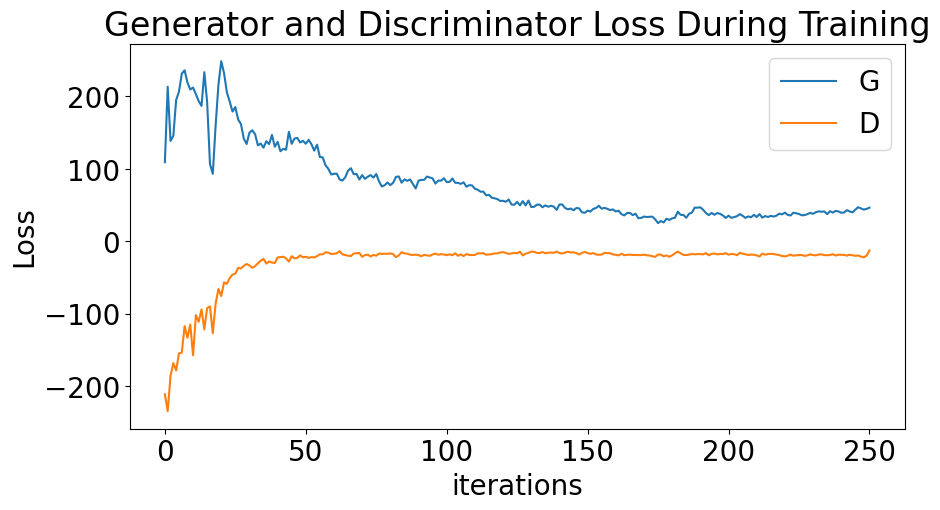 Generator and Discriminator Loss During Training
G
D
200
100
0
−100
−200
Loss
0 50 100 150 200 250
iterations